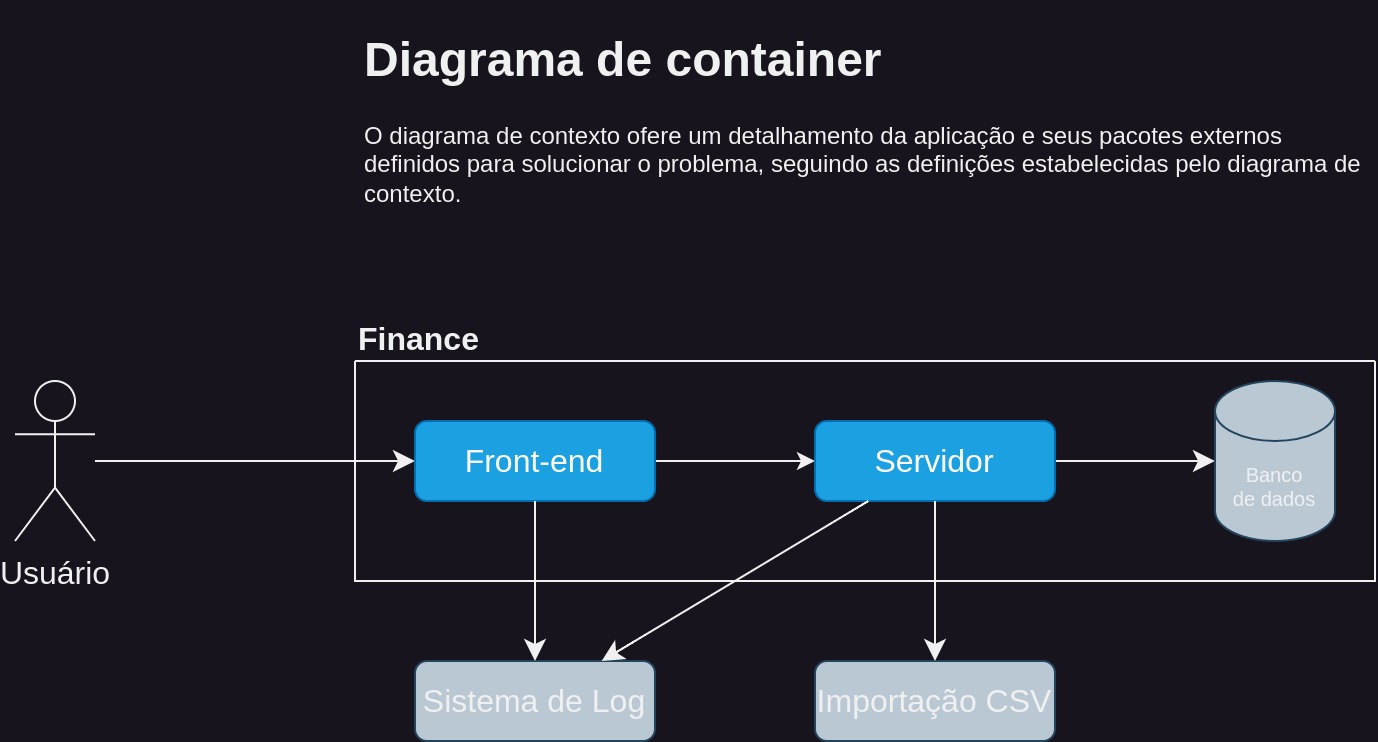 Diagrama de container
O diagrama de contexto ofere um detalhamento da aplicação e seus pacotes externos
definidos para solucionar o problema, seguindo as definições estabelecidas pelo diagrama de
contexto.
Finance
Front-end
Servidor
Banco
de dados
Usuário
Sistema de Log
Importação CSV